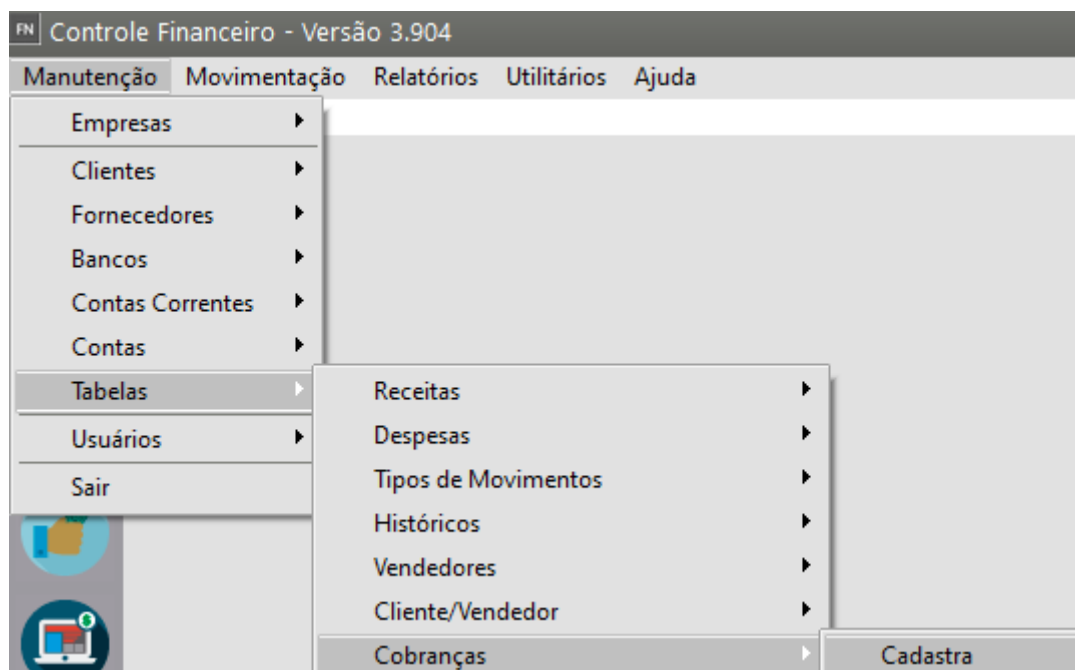 FN Controle Financeiro - Versão 3.904
Manutenção Movimentação Relatórios Utilitários Ajuda
Empresas
Clientes
Fornecedores
Bancos
Contas Correntes
Contas
Tabelas
Usuários
Sair
Receitas
Despesas
Tipos de Movimentos
Históricos
Vendedores
Cliente/Vendedor
Cobranças
Cadastra